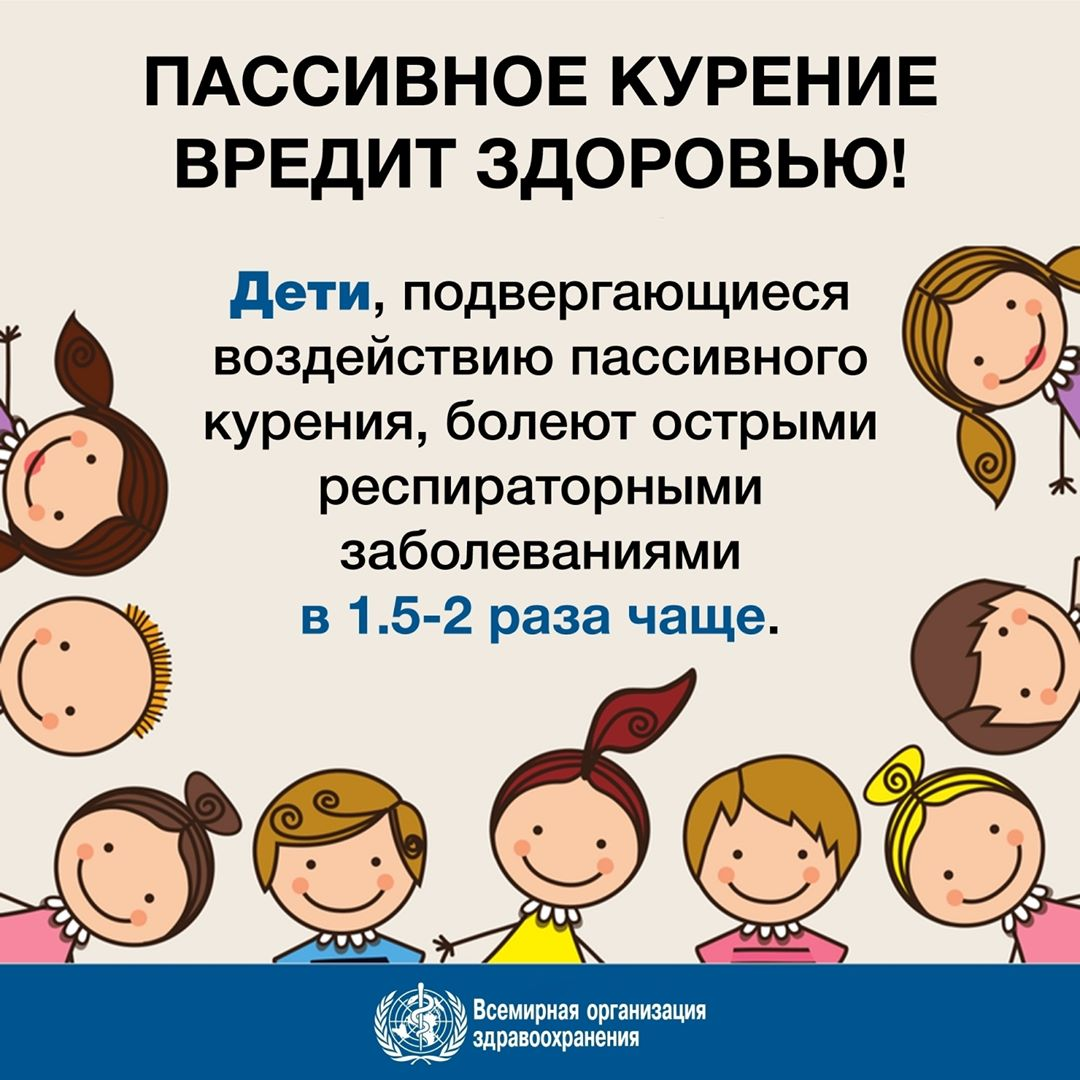 ПАССИВНОЕ КУРЕНИЕ
ВРЕДИТ ЗДОРОВЬЮ!
Дети, подвергающиеся
воздействию пассивного
курения, болеют острыми
респираторными
заболеваниями
в 1.5-2 раза чаще.
Всемирная организация
здравоохранения